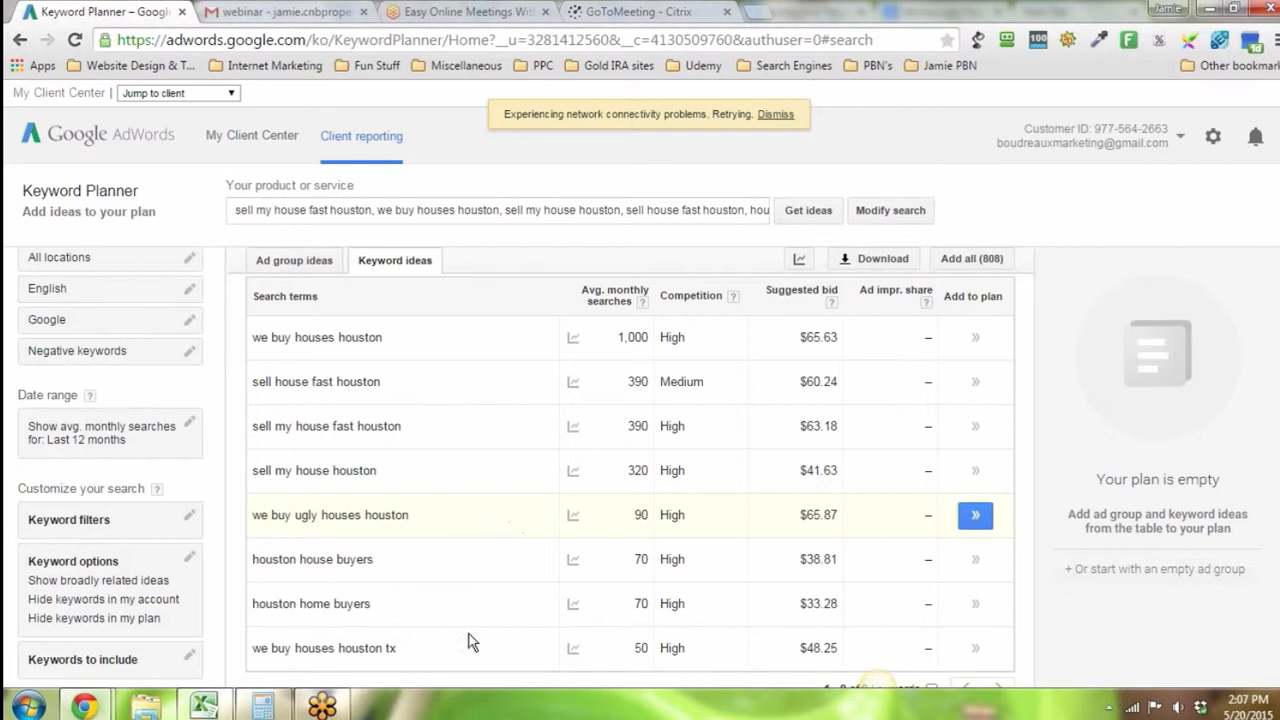 Keyword Planner – Googl
webinar - jamie.cnbprope
Easy Online Meetings Wit
GoToMeeting - Citrix
Jamie
https://adwords.google.com/ko/KeywordPlanner/Home?__u=3281412560&__c=4130509760&authuser=0#search
100
1d
Apps
Website Design & T...
Internet Marketing
Fun Stuff
Miscellaneous
PPC
Gold IRA sites
Udemy
Search Engines
PBN's
Jamie PBN
Other bookmar
My Client Center
Jump to client
Experiencing network connectivity problems. Retrying. Dismiss
Google AdWords
My Client Center
Client reporting
Customer ID: 977-564-2663
boudreauxmarketing@gmail.com
Keyword Planner
Add ideas to your plan
Your product or service
sell my house fast houston, we buy houses houston, sell my house houston, sell house fast houston, hou
Get ideas
Modify search
All locations
English
Google
Negative keywords
Date range ?
Show avg. monthly searches
for: Last 12 months
Customize your search ?
Keyword filters
Keyword options
Show broadly related ideas
Hide keywords in my account
Hide keywords in my plan
Keywords to include
Ad group ideas
Keyword ideas
Download
Add all (808)
Search terms
Avg. monthly
searches ?
Competition ?
Suggested bid
?
Ad impr. share
?
Add to plan
we buy houses houston 1,000 High $65.63 – »
sell house fast houston 390 Medium $60.24 – »
sell my house fast houston 390 High $63.18 – »
sell my house houston 320 High $41.63 – »
we buy ugly houses houston 90 High $65.87 – »
houston house buyers 70 High $38.81 – »
houston home buyers 70 High $33.28 – »
we buy houses houston tx 50 High $48.25 – »
Your plan is empty
Add ad group and keyword ideas
from the table to your plan
+ Or start with an empty ad group
2:07 PM
5/20/2015